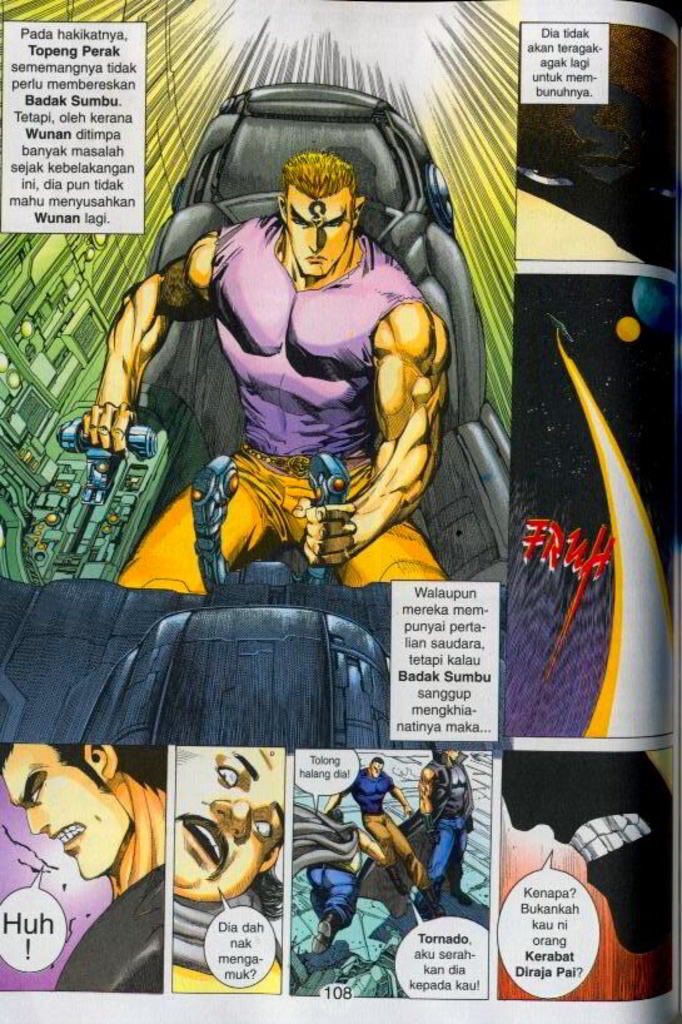 Pada hakikatnya,
Topeng Perak
sememangnya tidak
perlu membereskan
Badak Sumbu.
Tetapi, oleh kerana
Wunan ditimpa
banyak masalah
sejak kebelakangan
ini, dia pun tidak
mahu menyusahkan
Wunan lagi.
Dia tidak
akan teragak-
agak lagi
untuk mem-
bunuhnya.
Walaupun
mereka mem-
punyai perta-
lian saudara,
tetapi kalau
Badak Sumbu
sanggup
mengkhia-
natinya maka...
Huh
!
Dia dah
nak
menga-
muk?
Tolong
halang dia!
Tornado,
aku serah-
kan dia
kepada kau!
Kenapa?
Bukankah
kau ni
orang
Kerabat
Diraja Pai?
108